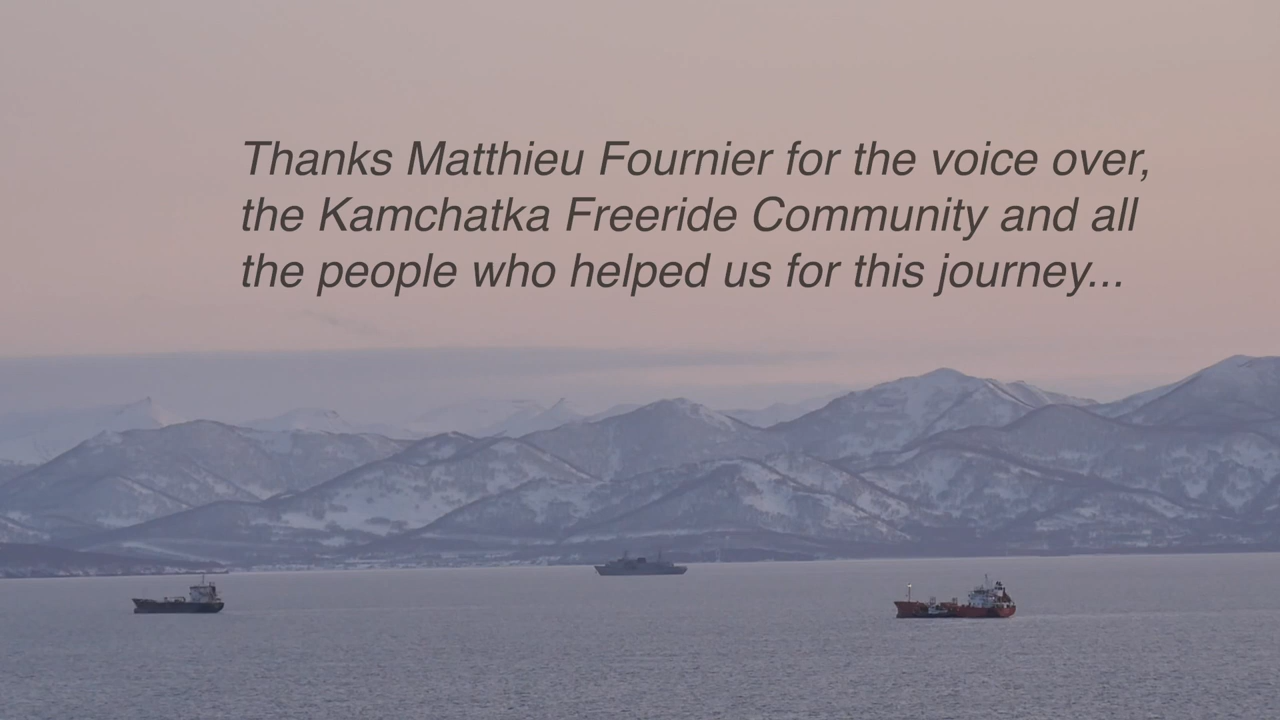 Thanks Matthieu Fournier for the voice over,
the Kamchatka Freeride Community and all
the people who helped us for this journey...